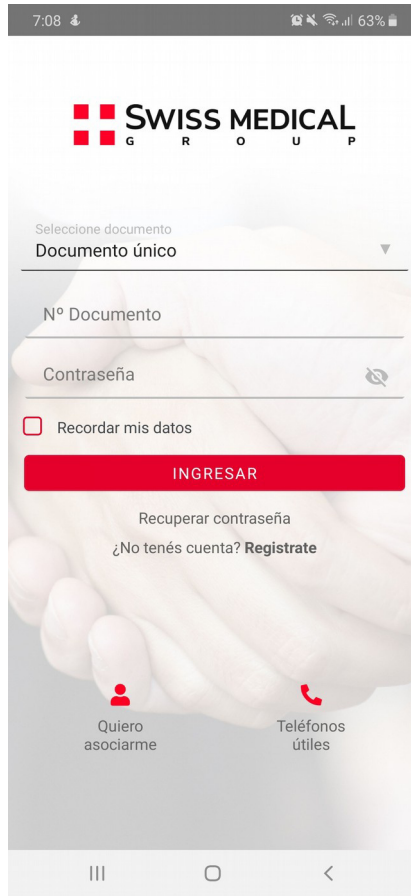 7:08
63%
SWISS MEDICAL
GROUP
Seleccione documento
Documento único
Nº Documento
Contraseña
Recordar mis datos
INGRESAR
Recuperar contraseña
¿No tenés cuenta? Registrate
Quiero
asociarme
Teléfonos
útiles